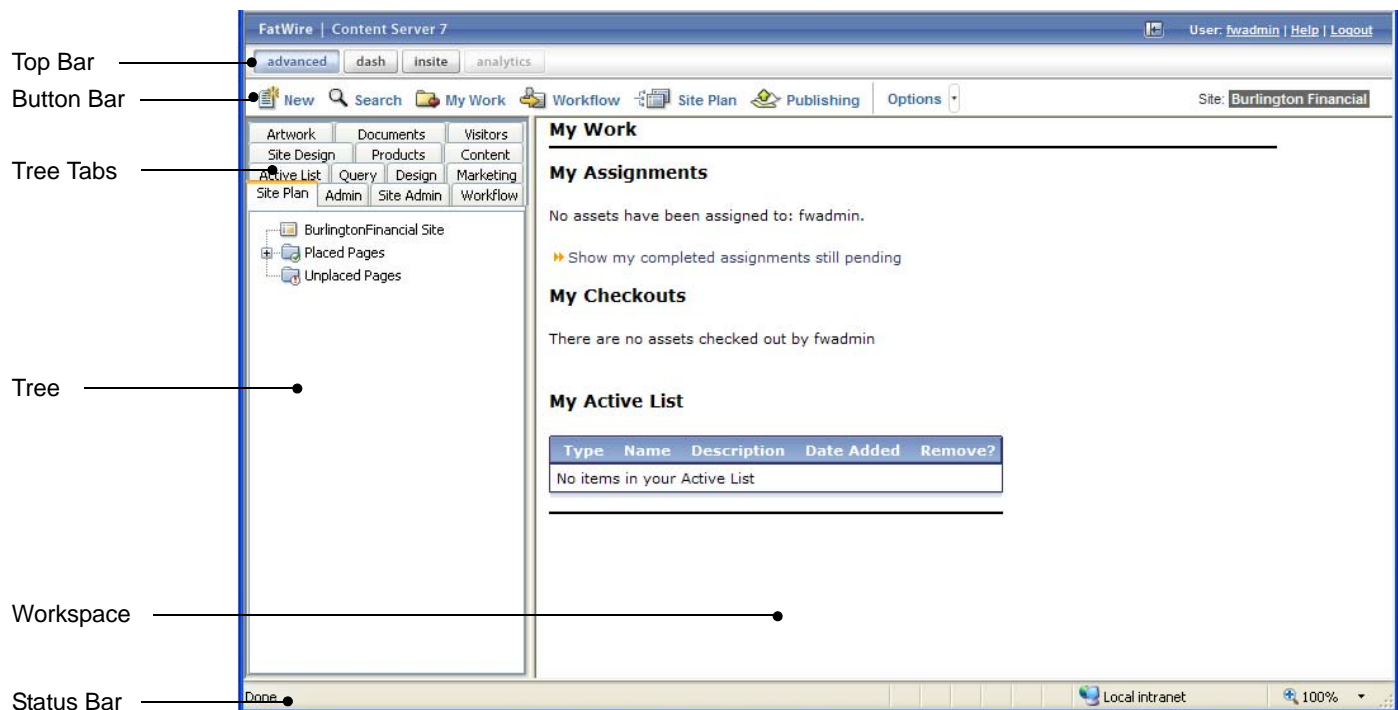 FatWire | Content Server 7
User: fwadmin | Help | Logout
Top Bar
advanced dash insite analytics
Button Bar
New Search My Work Workflow Site Plan Publishing Options Site: Burlington Financial
Artwork Documents Visitors
Site Design Products Content
Tree Tabs
Active List Query Design Marketing
Site Plan Admin Site Admin Workflow
BurlingtonFinancial Site
Placed Pages
Unplaced Pages
Tree
My Work
My Assignments
No assets have been assigned to: fwadmin.
Show my completed assignments still pending
My Checkouts
There are no assets checked out by fwadmin
My Active List
Type Name Description Date Added Remove?
No items in your Active List
Workspace
Status Bar
Done
Local intranet
100%